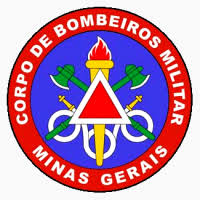 CORPO DE BOMBEIROS MILITAR
MINAS GERAIS